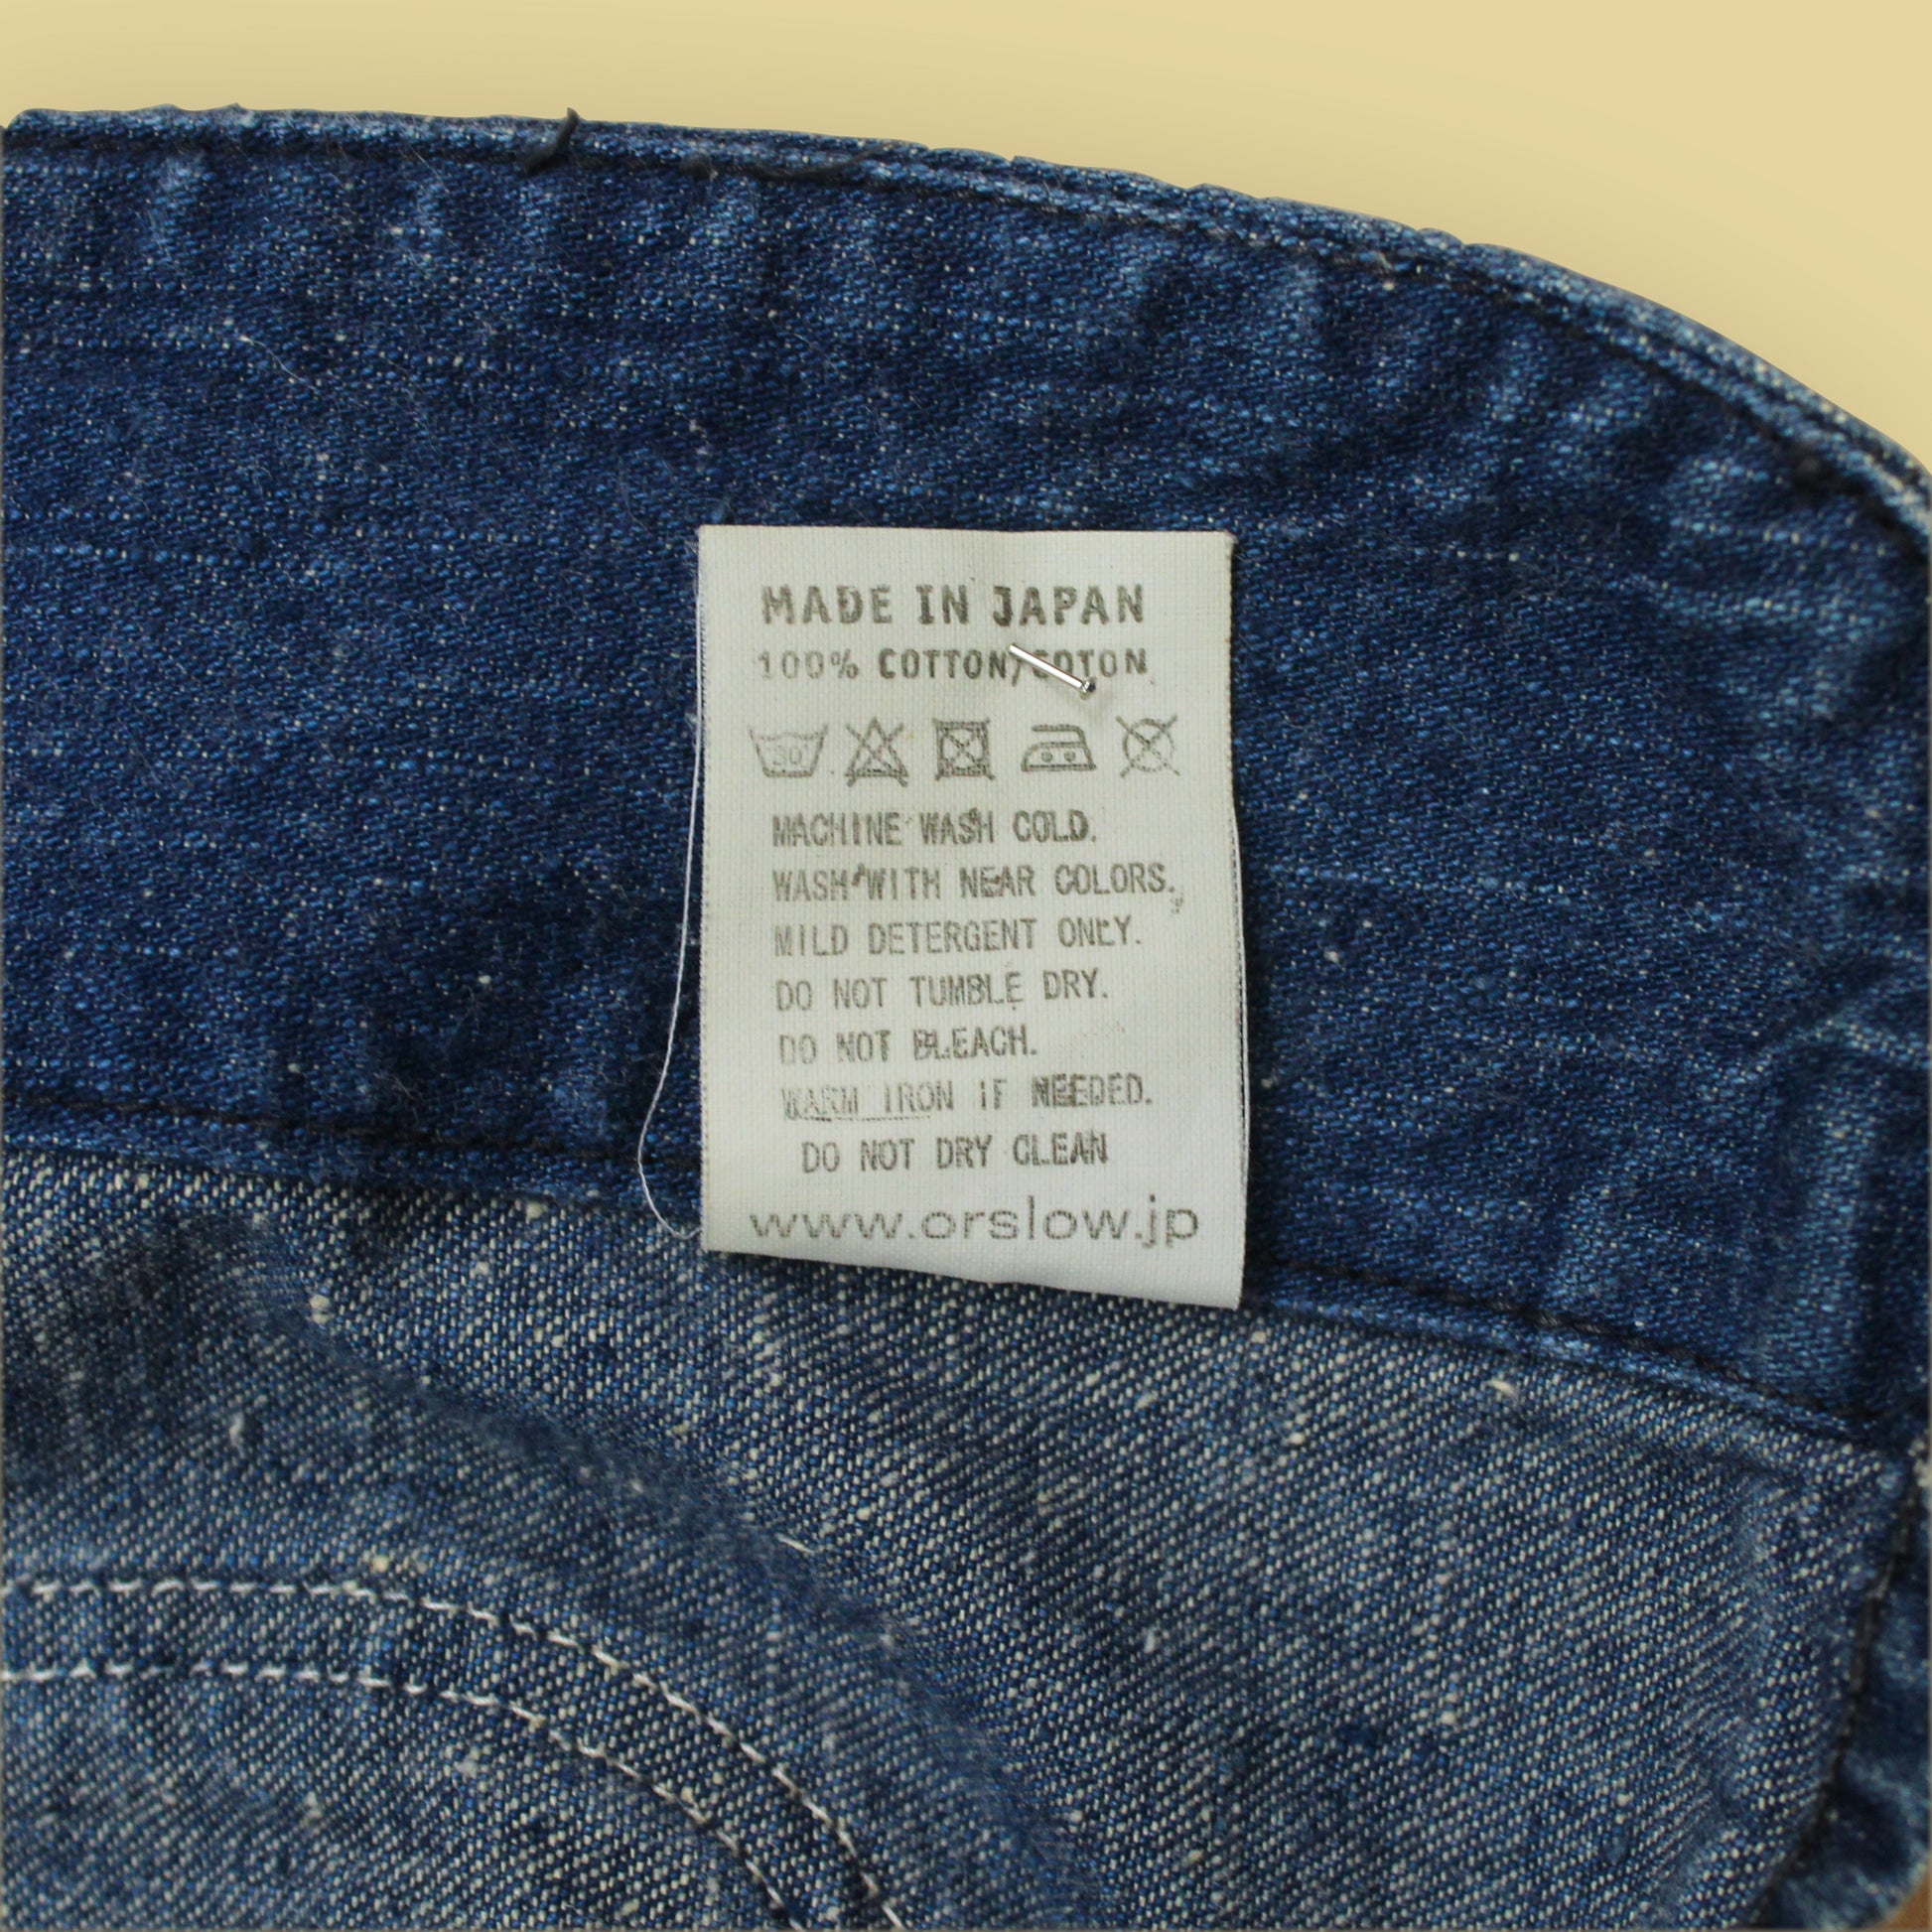 MADE IN JAPAN
100% COTTON/COTON
30°
MACHINE WASH COLD.
WASH WITH NEAR COLORS.
MILD DETERGENT ONLY.
DO NOT TUMBLE DRY.
DO NOT BLEACH.
WARM IRON IF NEEDED.
DO NOT DRY CLEAN
www.orslow.jp